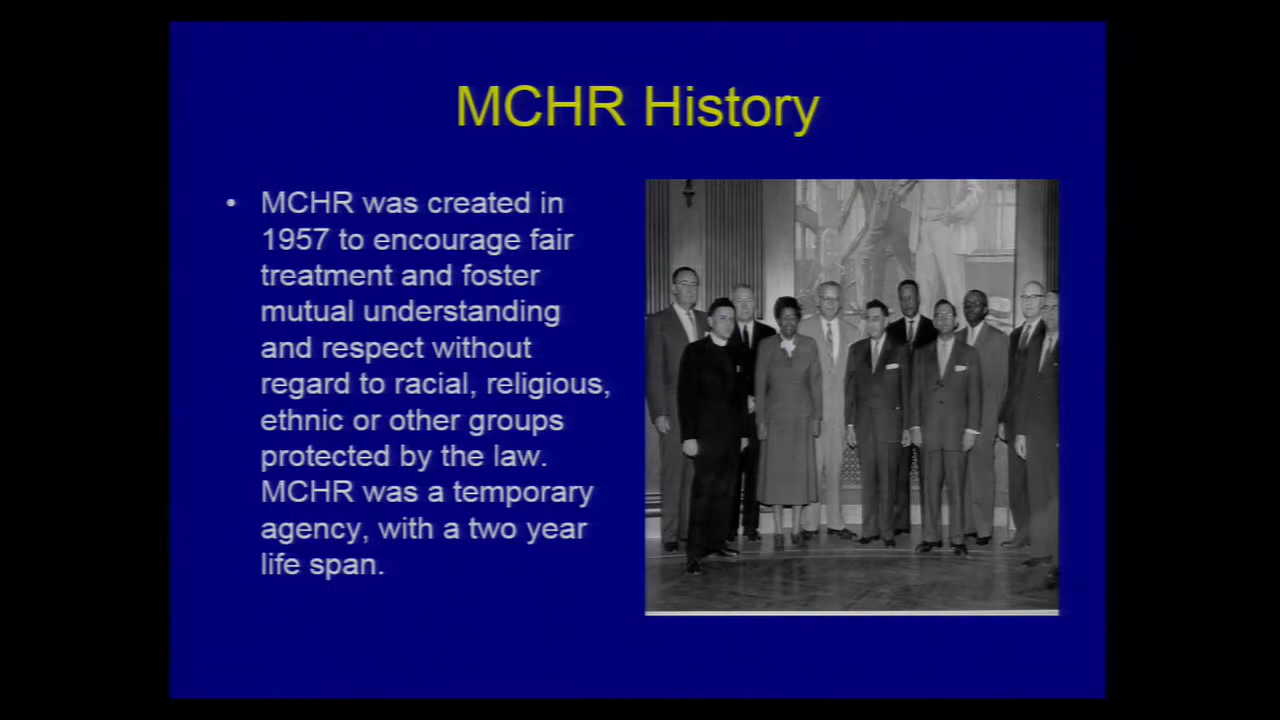 MCHR History
• MCHR was created in
1957 to encourage fair
treatment and foster
mutual understanding
and respect without
regard to racial, religious,
ethnic or other groups
protected by the law.
MCHR was a temporary
agency, with a two year
life span.